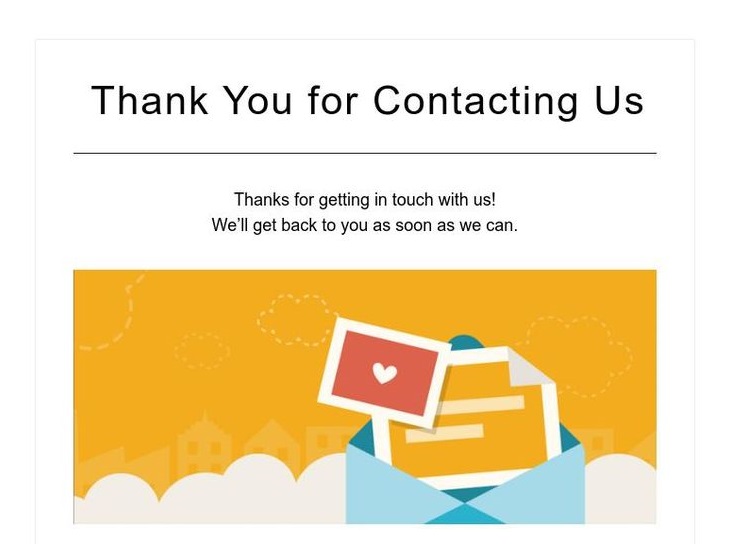 Thank You for Contacting Us
Thanks for getting in touch with us!
We’ll get back to you as soon as we can.